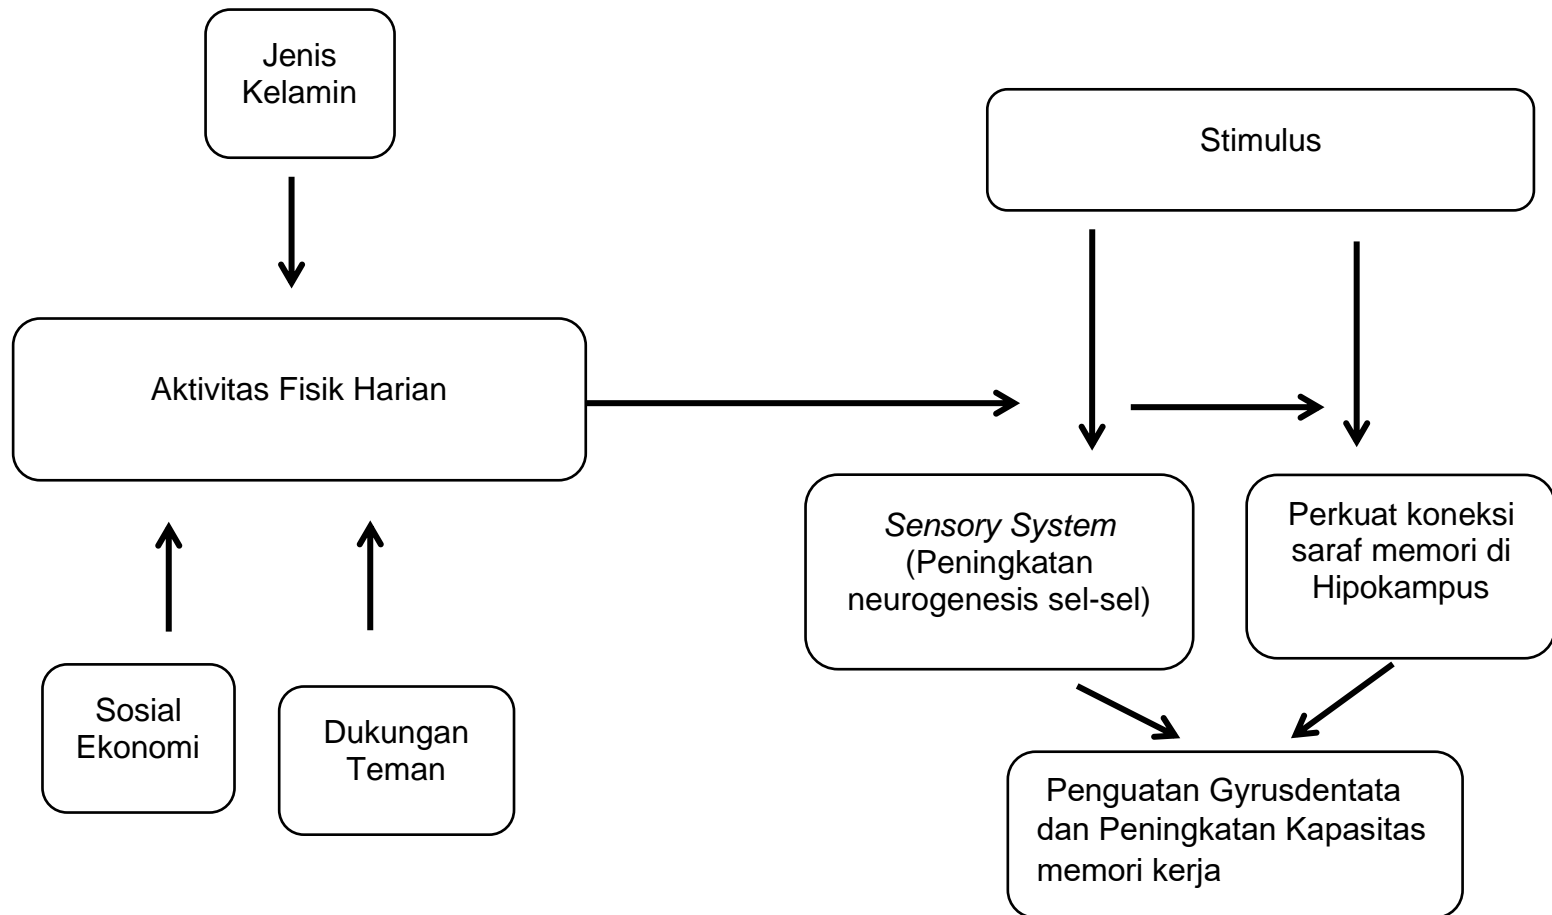 Jenis
Kelamin
Stimulus
Aktivitas Fisik Harian
Sensory System
(Peningkatan
neurogenesis sel-sel)
Perkuat koneksi
saraf memori di
Hipokampus
Sosial
Ekonomi
Dukungan
Teman
Penguatan Gyrusdentata
dan Peningkatan Kapasitas
memori kerja